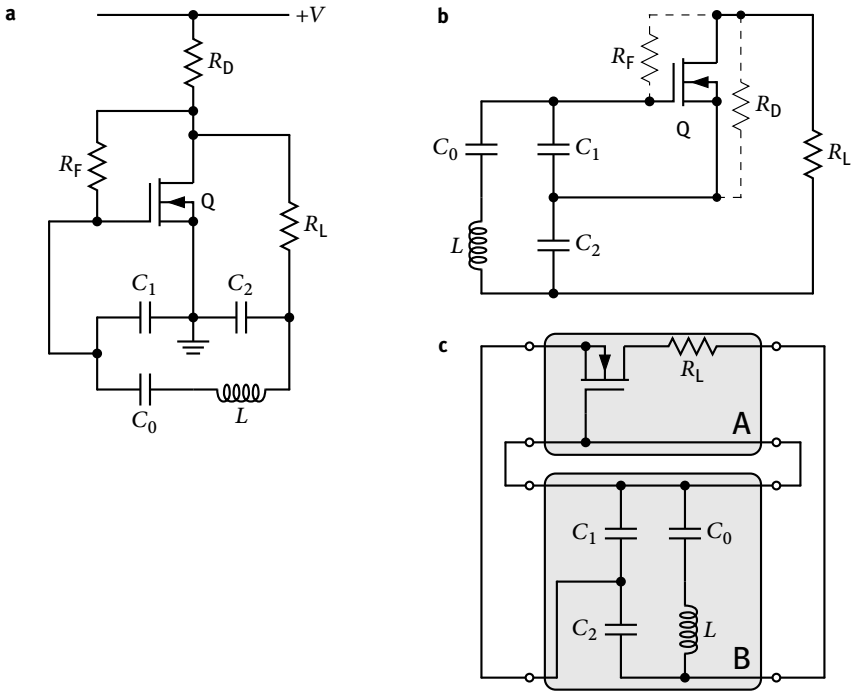 a
+V
R_D
R_F
Q
R_L
C_1
C_2
C_0
L
b
R_F
R_D
Q
C_0
C_1
R_L
L
C_2
c
R_L
A
C_1
C_0
C_2
L
B